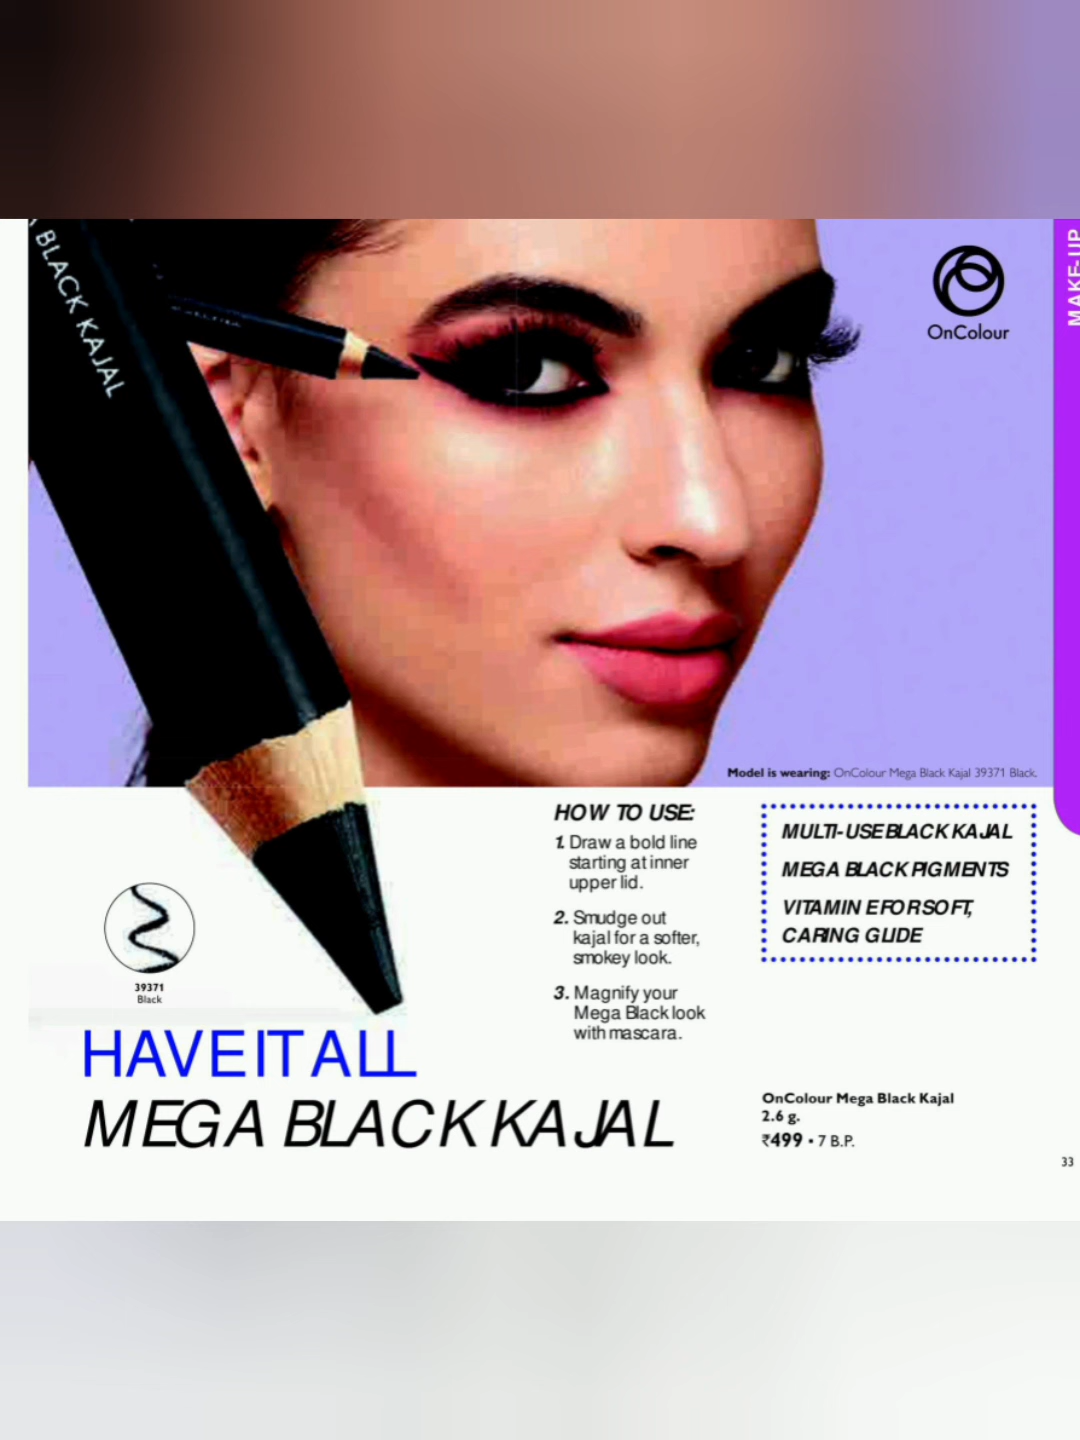 BLACK KAJAL
MAKE-UP
OnColour
Model is wearing: OnColour Mega Black Kajal 39371 Black.
HOW TO USE:
1. Draw a bold line
starting at inner
upper lid.
2. Smudge out
kajal for a softer,
smokey look.
3. Magnify your
Mega Black look
with mascara.
MULTI-USE BLACK KAJAL
MEGA BLACK PIGMENTS
VITAMIN E FOR SOFT,
CARING GLIDE
39371
Black
HAVE IT ALL
MEGA BLACK KAJAL
OnColour Mega Black Kajal
2.6 g.
₹499 • 7 B.P.
33